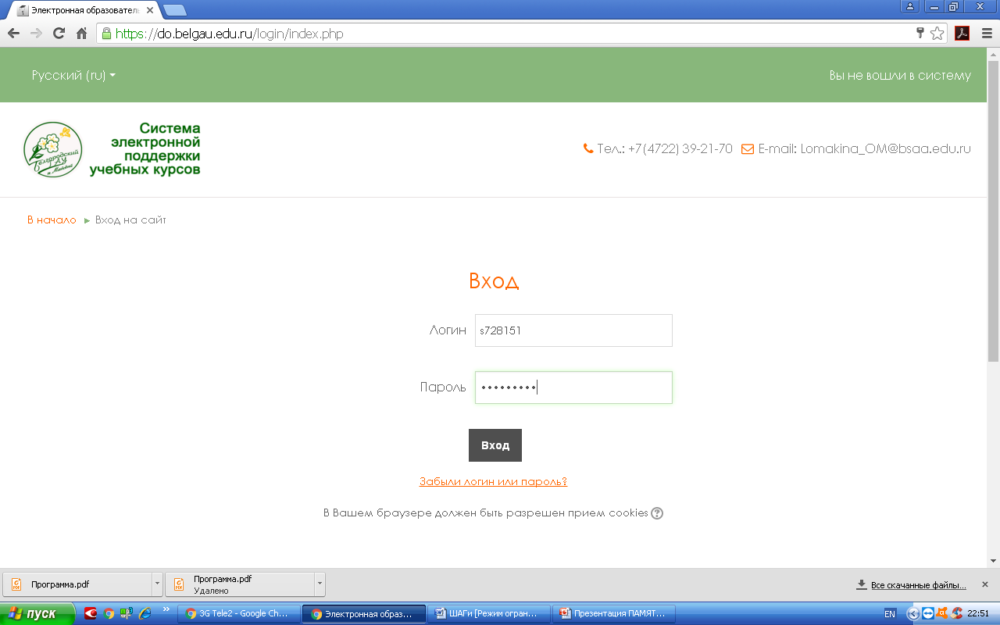 Электронная образователь
https://do.belgau.edu.ru/login/index.php
Русский (ru)
Вы не вошли в систему
Система
электронной
поддержки
учебных курсов
Белгородский
ГАУ
Тел.: +7(4722) 39-21-70
E-mail: Lomakina_OM@bsaa.edu.ru
В начало ► Вход на сайт
Вход
Логин
s728151
Пароль
•••••••••
Вход
Забыли логин или пароль?
В Вашем браузере должен быть разрешен прием cookies
Программа.pdf
Программа.pdf
Удалено
Все скачанные файлы...
пуск
3G Tele2 - Google Ch...
Электронная образ...
ШАГи [Режим огран...
Презентация ПАМЯТ...
EN
22:51